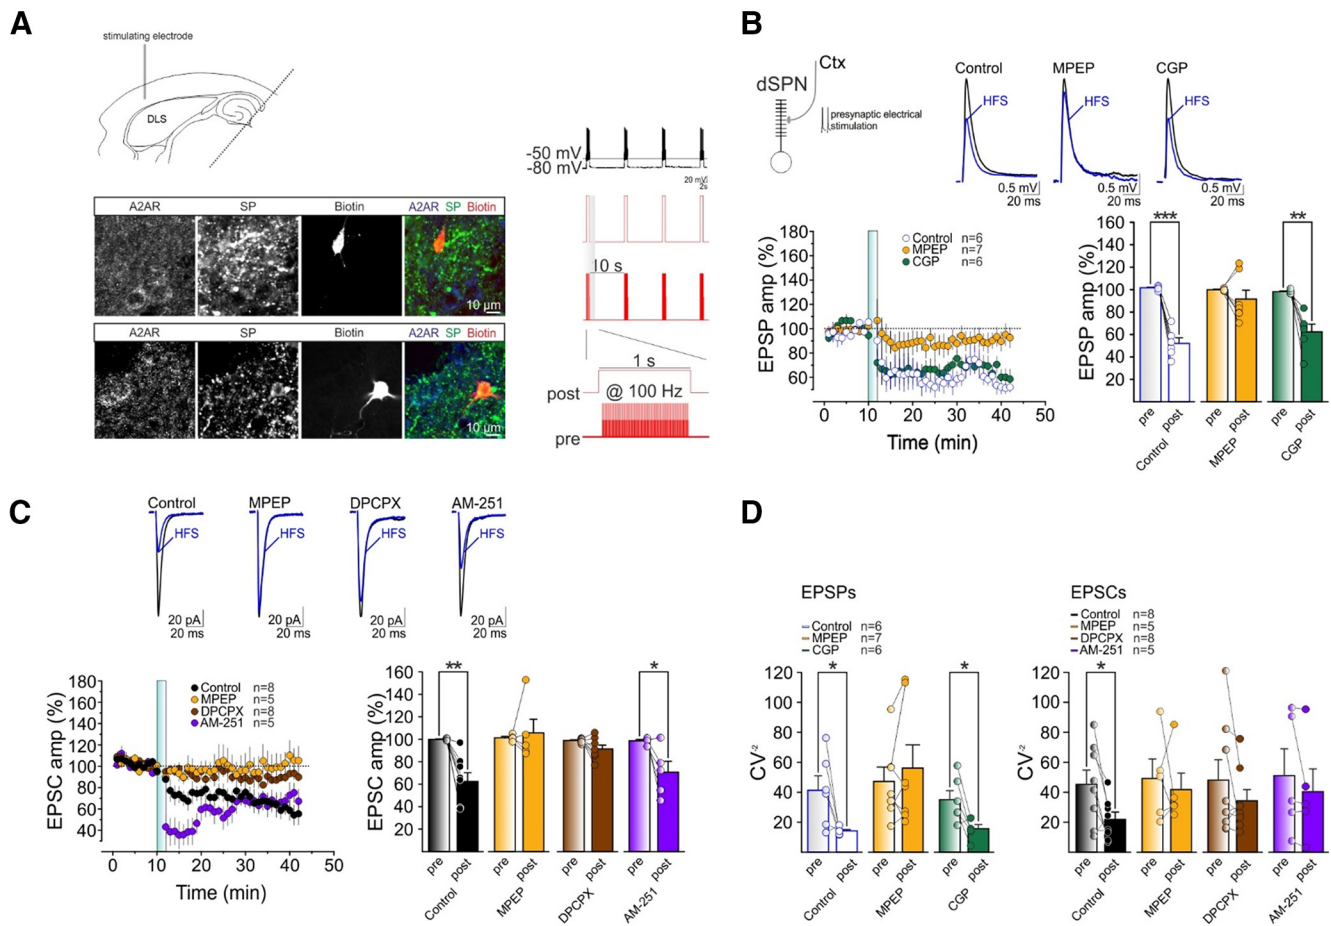 A
stimulating electrode
DLS
A2AR SP Biotin A2AR SP Biotin
10 µm
A2AR SP Biotin A2AR SP Biotin
10 µm
-50 mV
-80 mV
20 mV
2s
10 s
1 s
post @ 100 Hz
pre
B
Ctx
dSPN
presynaptic electrical
stimulation
Control MPEP CGP
HFS HFS HFS
0.5 mV 0.5 mV 0.5 mV
20 ms 20 ms 20 ms
EPSP amp (%)
180
160
140
120
100
80
60
Control n=6
MPEP n=7
CGP n=6
0 10 20 30 40 50
Time (min)
EPSP amp (%)
160
140
120
100
80
60
40
20
*** **
pre post pre post pre post
Control MPEP CGP
C
Control MPEP DPCPX AM-251
HFS HFS HFS HFS
20 pA 20 pA 20 pA 20 pA
20 ms 20 ms 20 ms 20 ms
EPSC amp (%)
180
160
140
120
100
80
60
40
Control n=8
MPEP n=5
DPCPX n=8
AM-251 n=5
0 10 20 30 40 50
Time (min)
EPSC amp (%)
160
140
120
100
80
60
40
20
** *
pre post pre post pre post pre post
Control MPEP DPCPX AM-251
D
EPSPs
Control n=6
MPEP n=7
CGP n=6
CV-2
120
100
80
60
40
20
* *
pre post pre post pre post
Control MPEP CGP
EPSCs
Control n=8
MPEP n=5
DPCPX n=8
AM-251 n=5
CV-2
120
100
80
60
40
20
*
pre post pre post pre post pre post
Control MPEP DPCPX AM-251